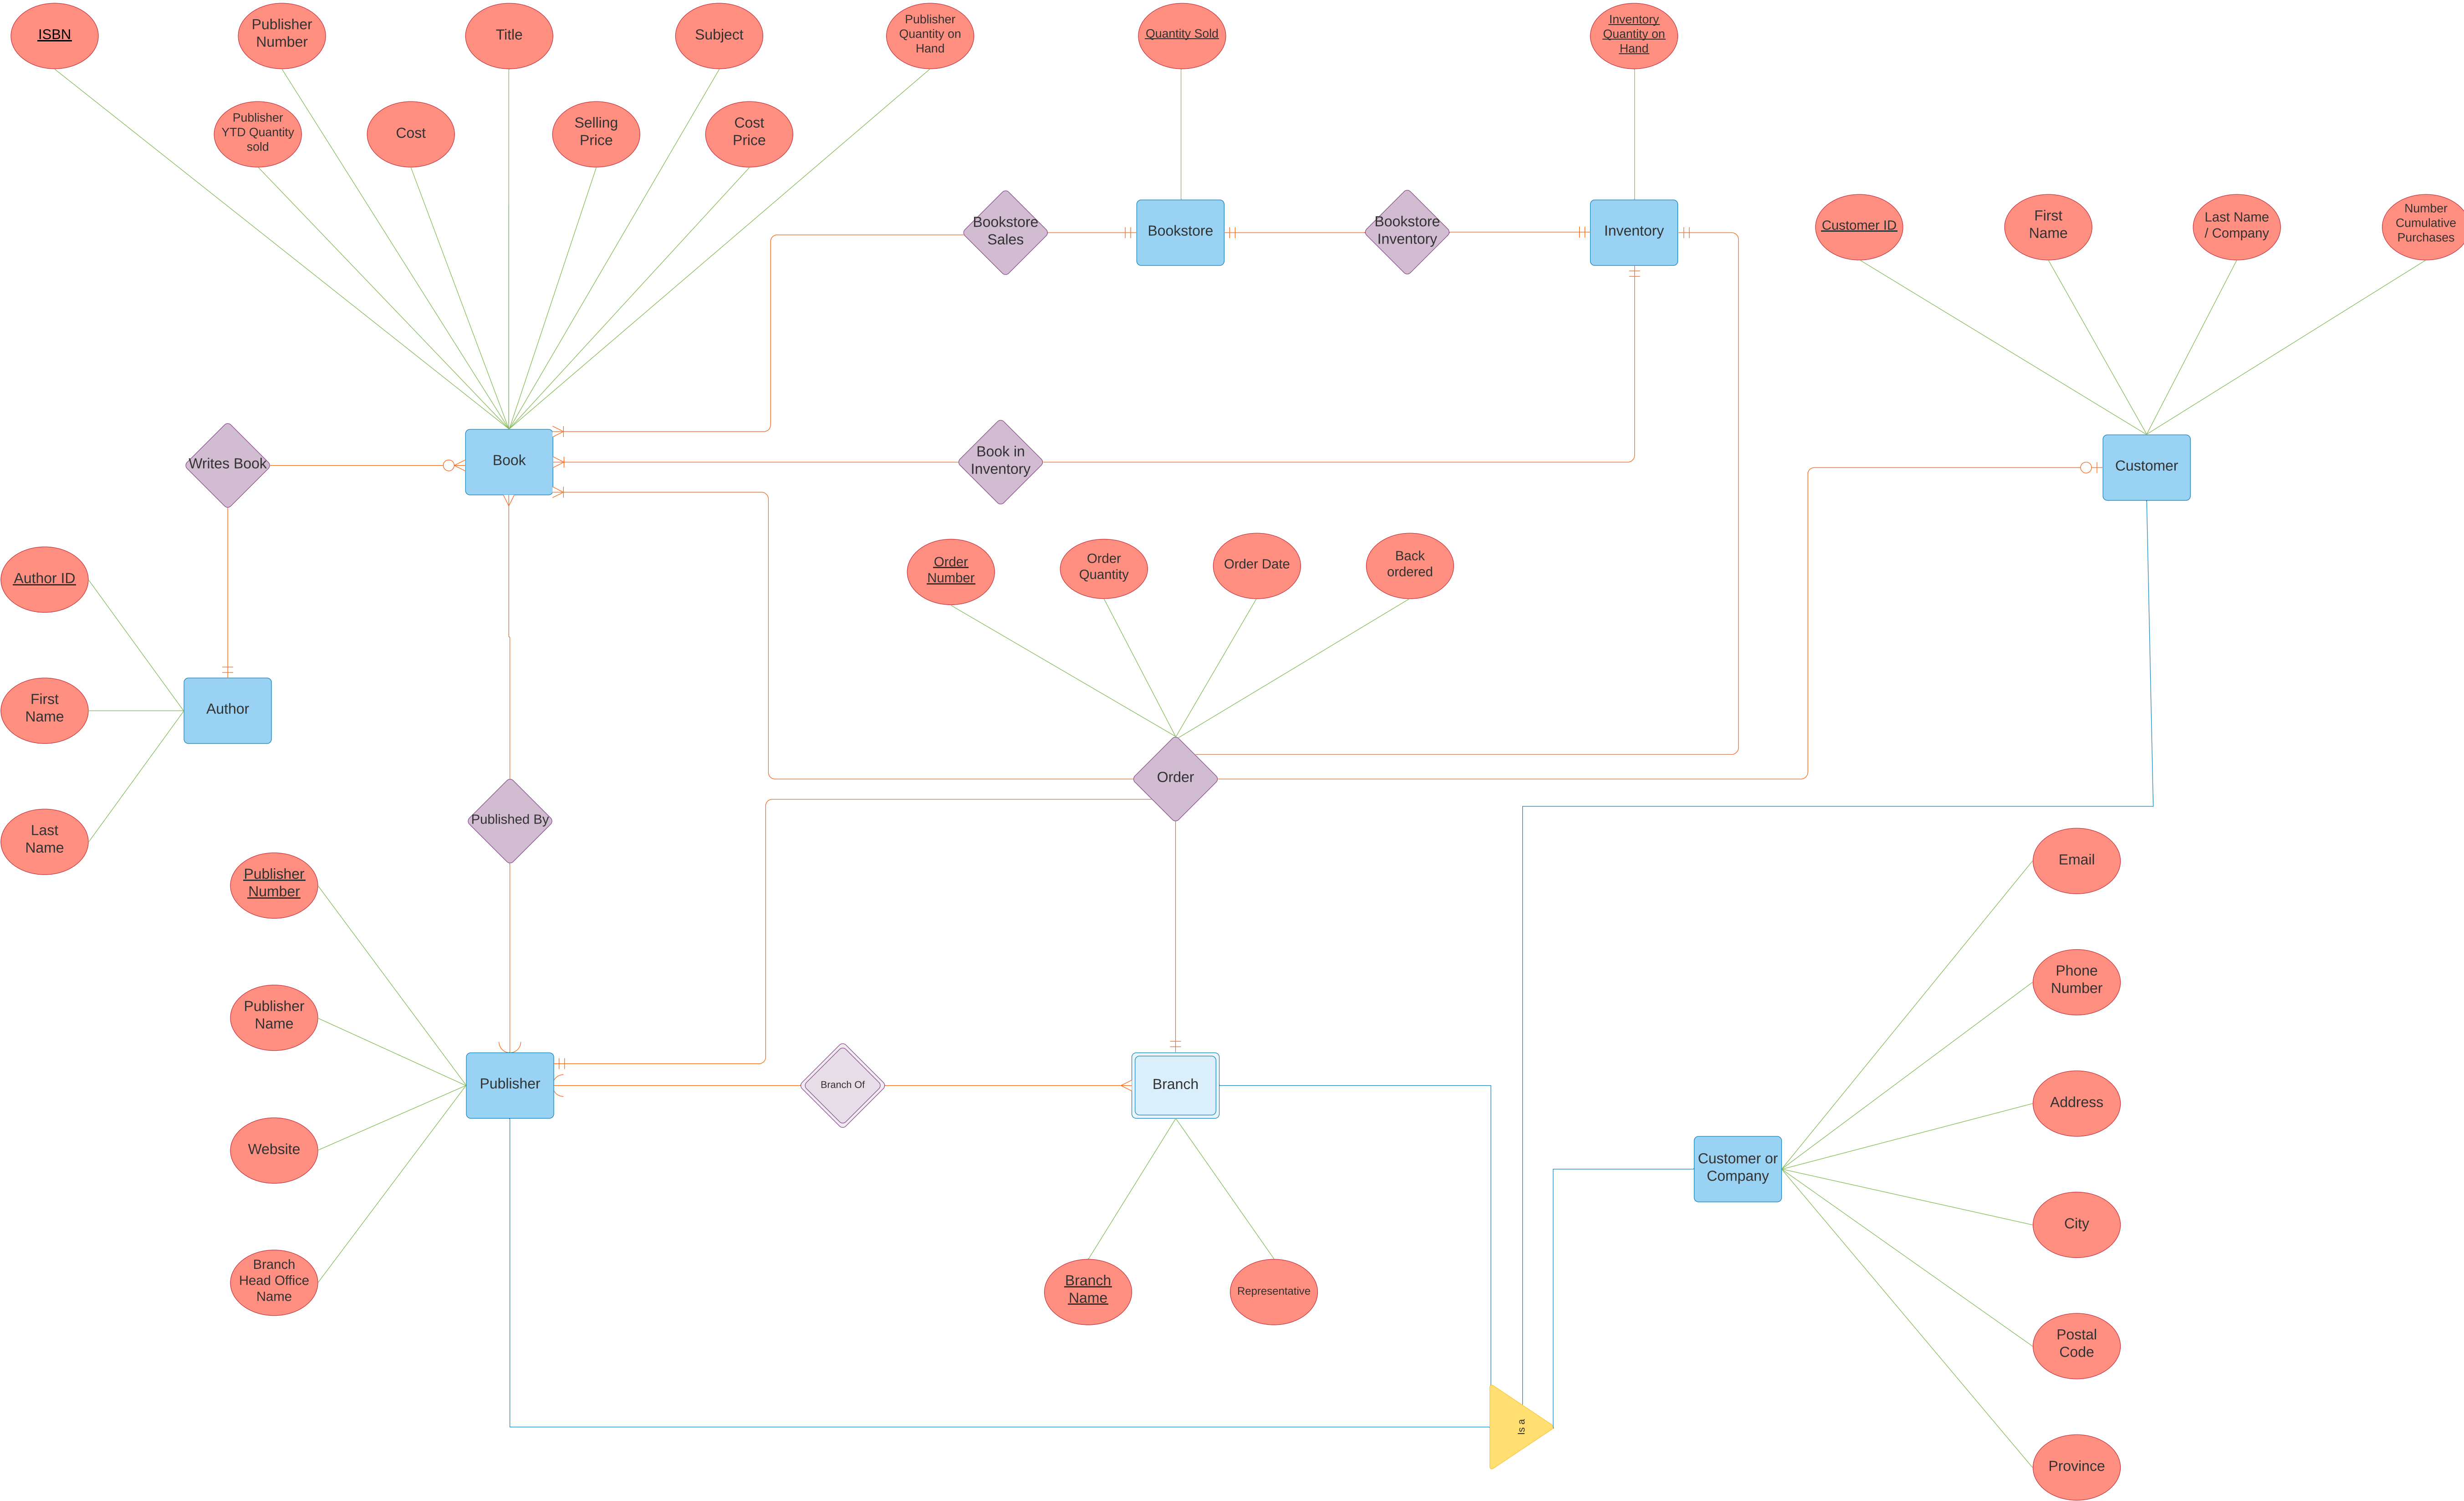 ISBN
Publisher
Number
Title
Subject
Publisher
Quantity on
Hand
Quantity Sold
Inventory
Quantity on
Hand
Publisher
YTD Quantity
sold
Cost
Selling
Price
Cost
Price
Bookstore
Sales
Bookstore
Bookstore
Inventory
Inventory
Customer ID
First
Name
Last Name
/ Company
Number
Cumulative
Purchases
Writes Book
Book
Book in
Inventory
Customer
Order
Number
Order
Quantity
Order Date
Back
ordered
Author ID
First
Name
Author
Last
Name
Order
Published By
Publisher
Number
Publisher
Name
Website
Branch
Head Office
Name
Publisher
Branch Of
Branch
Branch
Name
Representative
Customer or
Company
Email
Phone
Number
Address
City
Postal
Code
Province
Is a